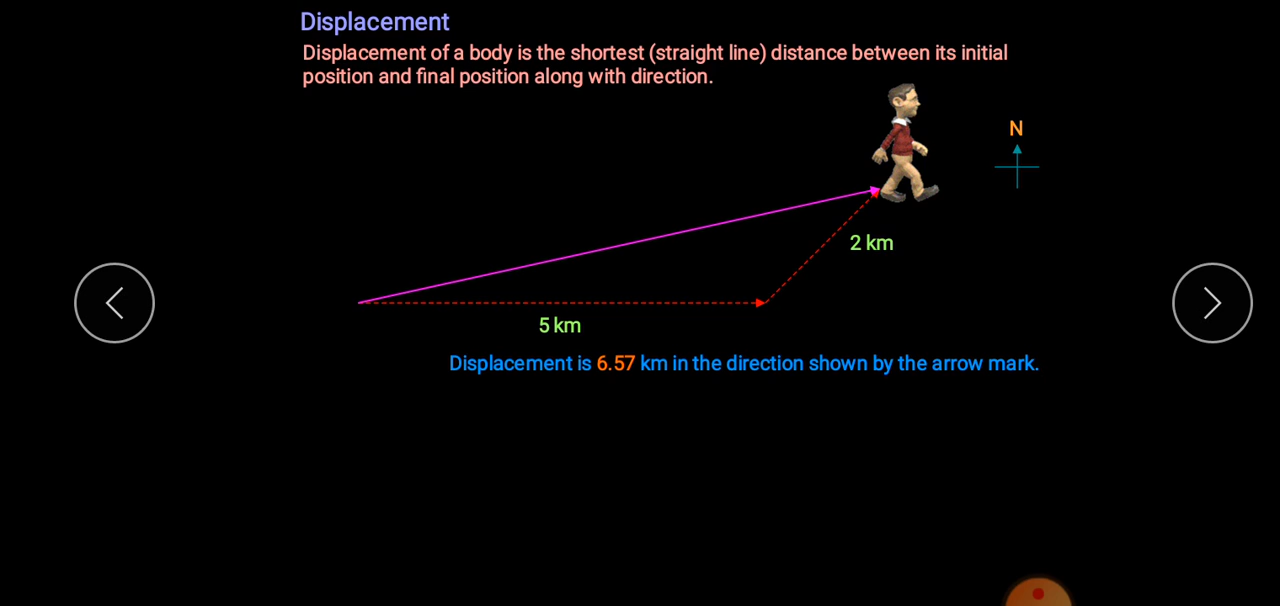 Displacement
Displacement of a body is the shortest (straight line) distance between its initial
position and final position along with direction.
N
2 km
5 km
Displacement is 6.57 km in the direction shown by the arrow mark.